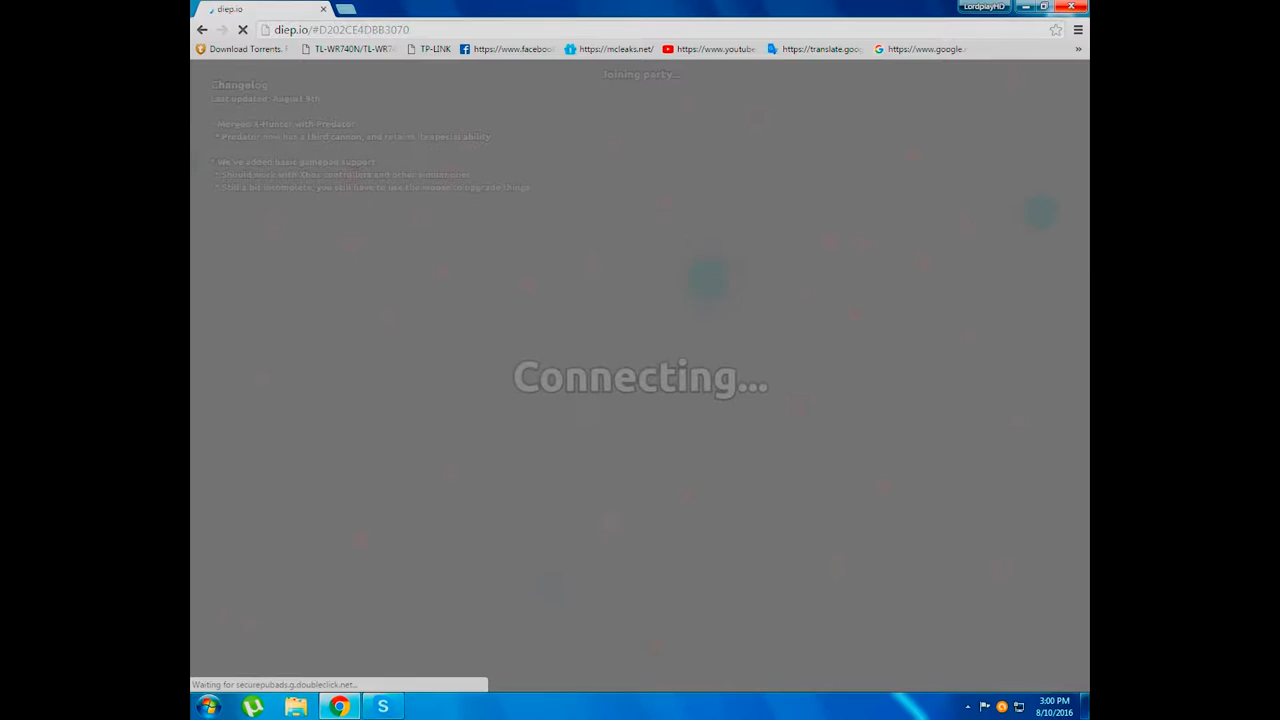 diep.io
LordplayHD
diep.io/#D202CE4DBB3070
Download Torrents.
TL-WR740N/TL-WR74
TP-LINK
https://www.faceboo
https://mcleaks.net/
https://www.youtube.
https://translate.goo
https://www.google.
»
Joining party...
Changelog
Last updated: August 9th
Merged X-Hunter with Predator
* Predator now has a third cannon, and retains its special ability
* We've added basic gamepad support
* Should work with Xbox controllers and other
* Still a bit incomplete, you still have to use the mouse to upgrade things
Connecting...
Waiting for securepubads.g.doubleclick.net...
S
3:00 PM
8/10/2016